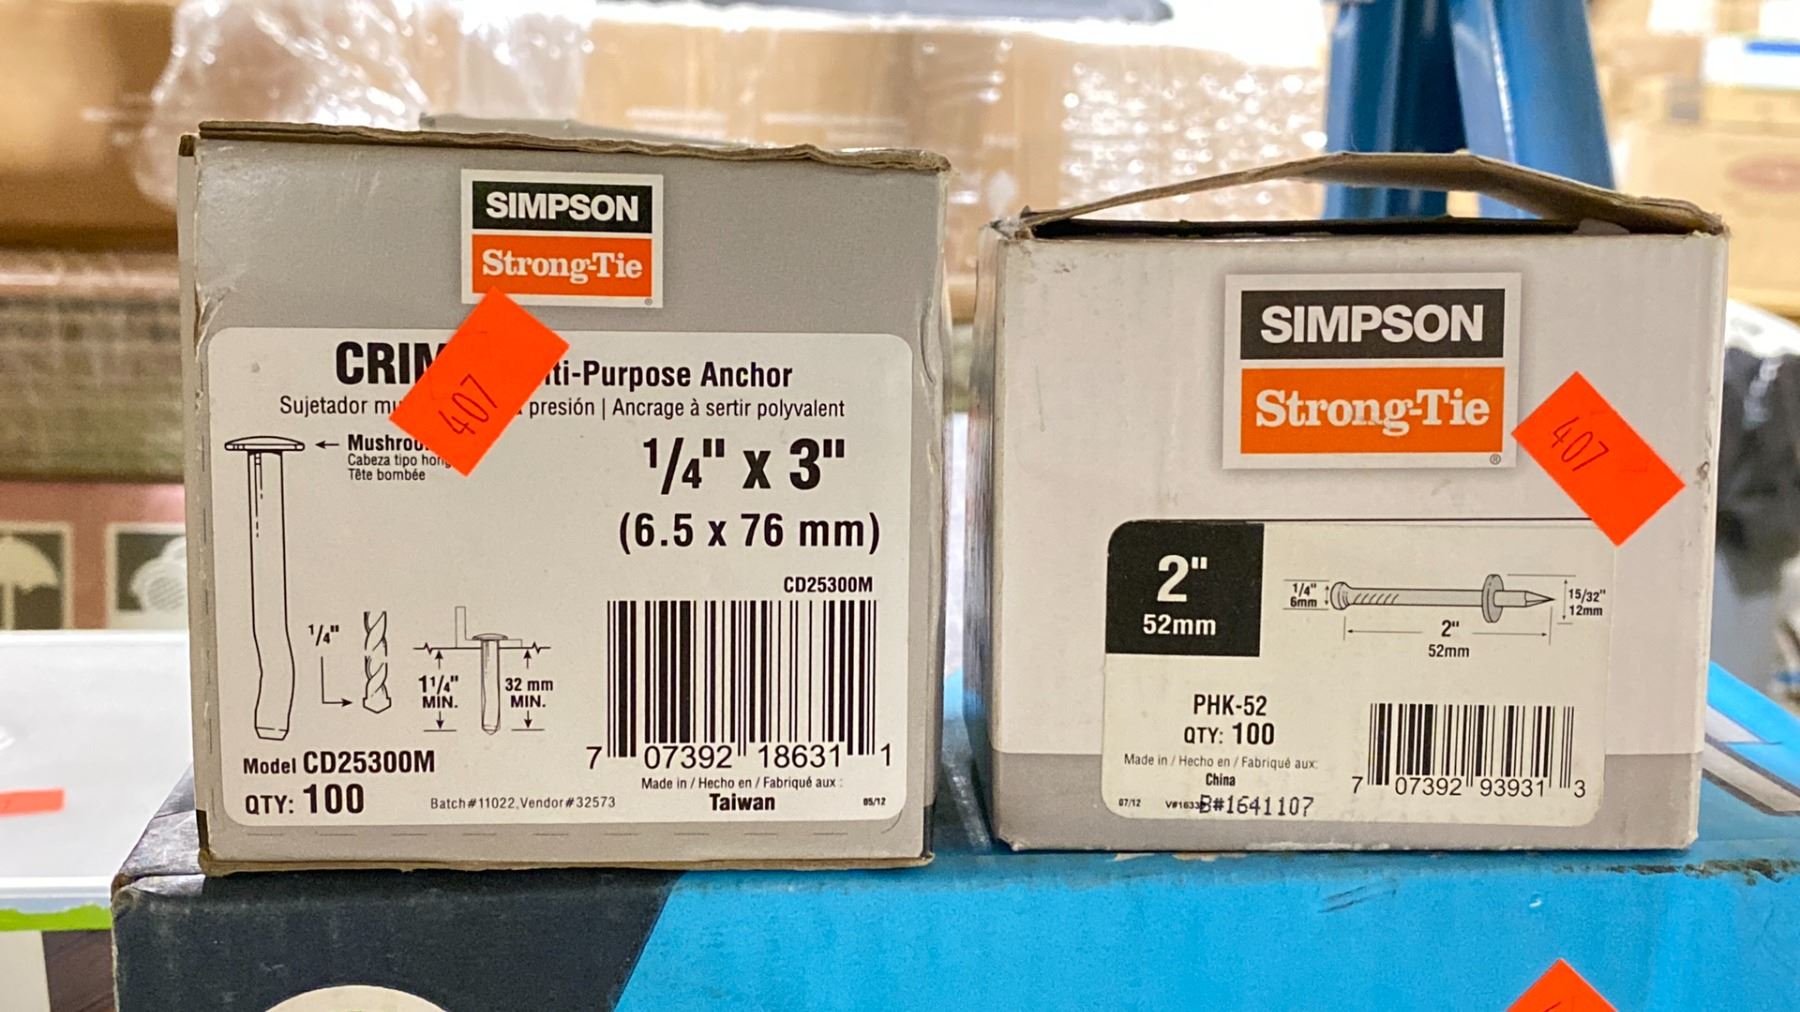 SIMPSON
Strong-Tie
®
407
CRIM
ti-Purpose Anchor
Sujetador mu
presión | Ancrage à sertir polyvalent
Mushroo
Cabeza tipo hong
Tête bombée
1/4" x 3"
(6.5 x 76 mm)
CD25300M
1/4"
1 1/4"
MIN.
32 mm
MIN.
Model CD25300M
QTY: 100
Batch#11022,Vendor#32573
7 07392 18631 1
Made in / Hecho en / Fabriqué aux :
Taiwan
05/12
SIMPSON
Strong-Tie
®
407
2"
52mm
1/4"
6mm
15/32"
12mm
2"
52mm
PHK-52
QTY: 100
Made in / Hecho en / Fabriqué aux:
China
07/12
V#1633
B#1641107
7 07392 93931 3